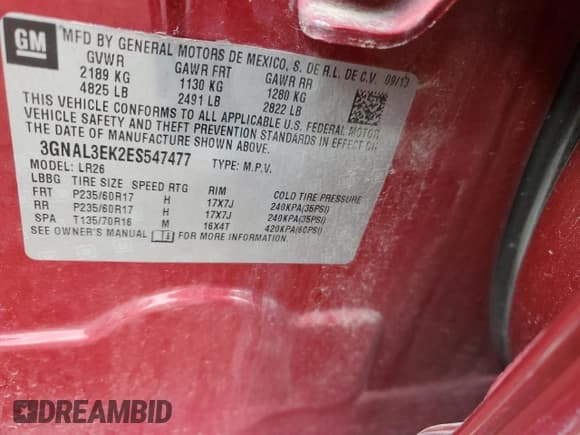 GM
MFD BY GENERAL MOTORS DE MEXICO, S. DE R.L. DE C.V. 09/13
GVWR GAWR FRT GAWR RR
2189 KG 1130 KG 1280 KG
4825 LB 2491 LB 2822 LB
THIS VEHICLE CONFORMS TO ALL APPLICABLE U.S. FEDERAL MOTOR
VEHICLE SAFETY AND THEFT PREVENTION STANDARDS IN EFFECT ON
THE DATE OF MANUFACTURE SHOWN ABOVE.
3GNAL3EK2ES547477 TYPE: M.P.V.
MODEL: LR26
LBBG TIRE SIZE SPEED RTG RIM COLD TIRE PRESSURE
FRT P235/60R17 H 17X7J 240KPA(35PSI)
RR P235/60R17 H 17X7J 240KPA(35PSI)
SPA T135/70R16 M 16X4T 420KPA(60PSI)
SEE OWNER'S MANUAL FOR MORE INFORMATION.
DREAMBID